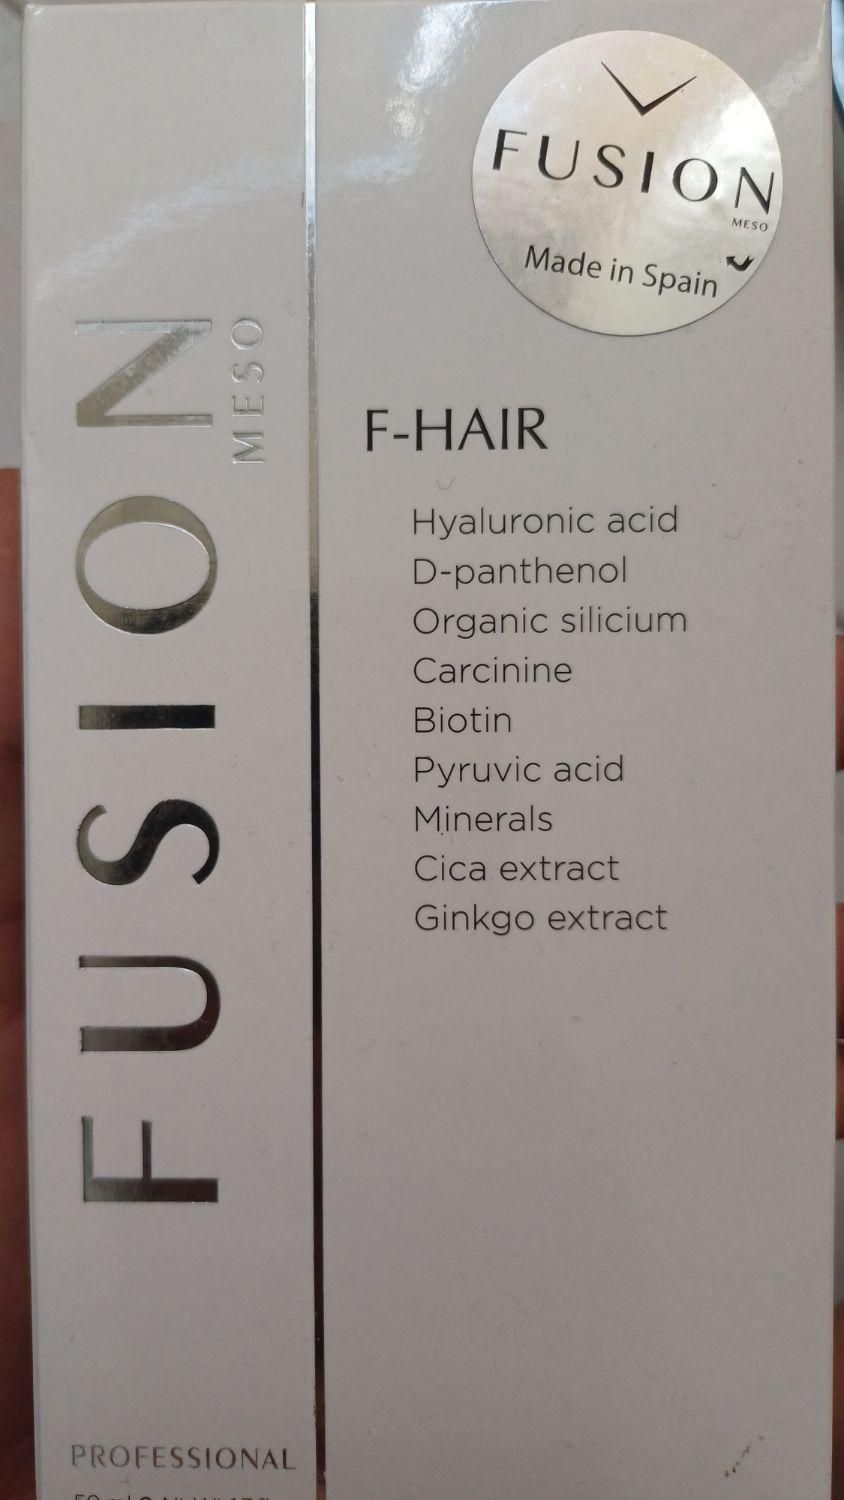 FUSION
MESO
Made in Spain
FUSION
MESO
F-HAIR
Hyaluronic acid
D-panthenol
Organic silicium
Carcinine
Biotin
Pyruvic acid
Minerals
Cica extract
Ginkgo extract
PROFESSIONAL